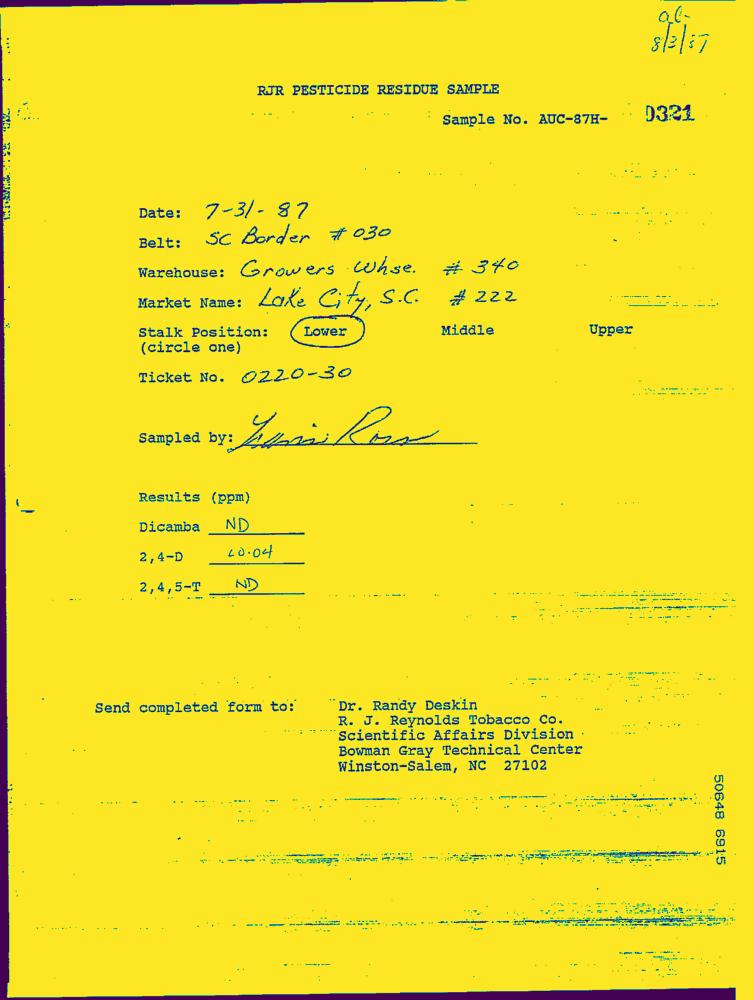 8/3/87
RJR PESTICIDE RESIDUE SAMPLE
Sample No. AUC-87H- 0321
Date: 7-31-87
Belt: SC Border # 030
Warehouse: Growers Whse. # 340
Market Name: Lake City, S.C. # 222
Stalk Position: Lower Middle Upper
(circle one)
Ticket No. 0220-30
Sampled by: Ross
Results (ppm)
Dicamba ND
2,4-D <0.04
2,4,5-T ND
Send completed form to: Dr. Randy Deskin
R. J. Reynolds Tobacco Co.
Scientific Affairs Division
Bowman Gray Technical Center
Winston-Salem, NC 27102
50648 6915